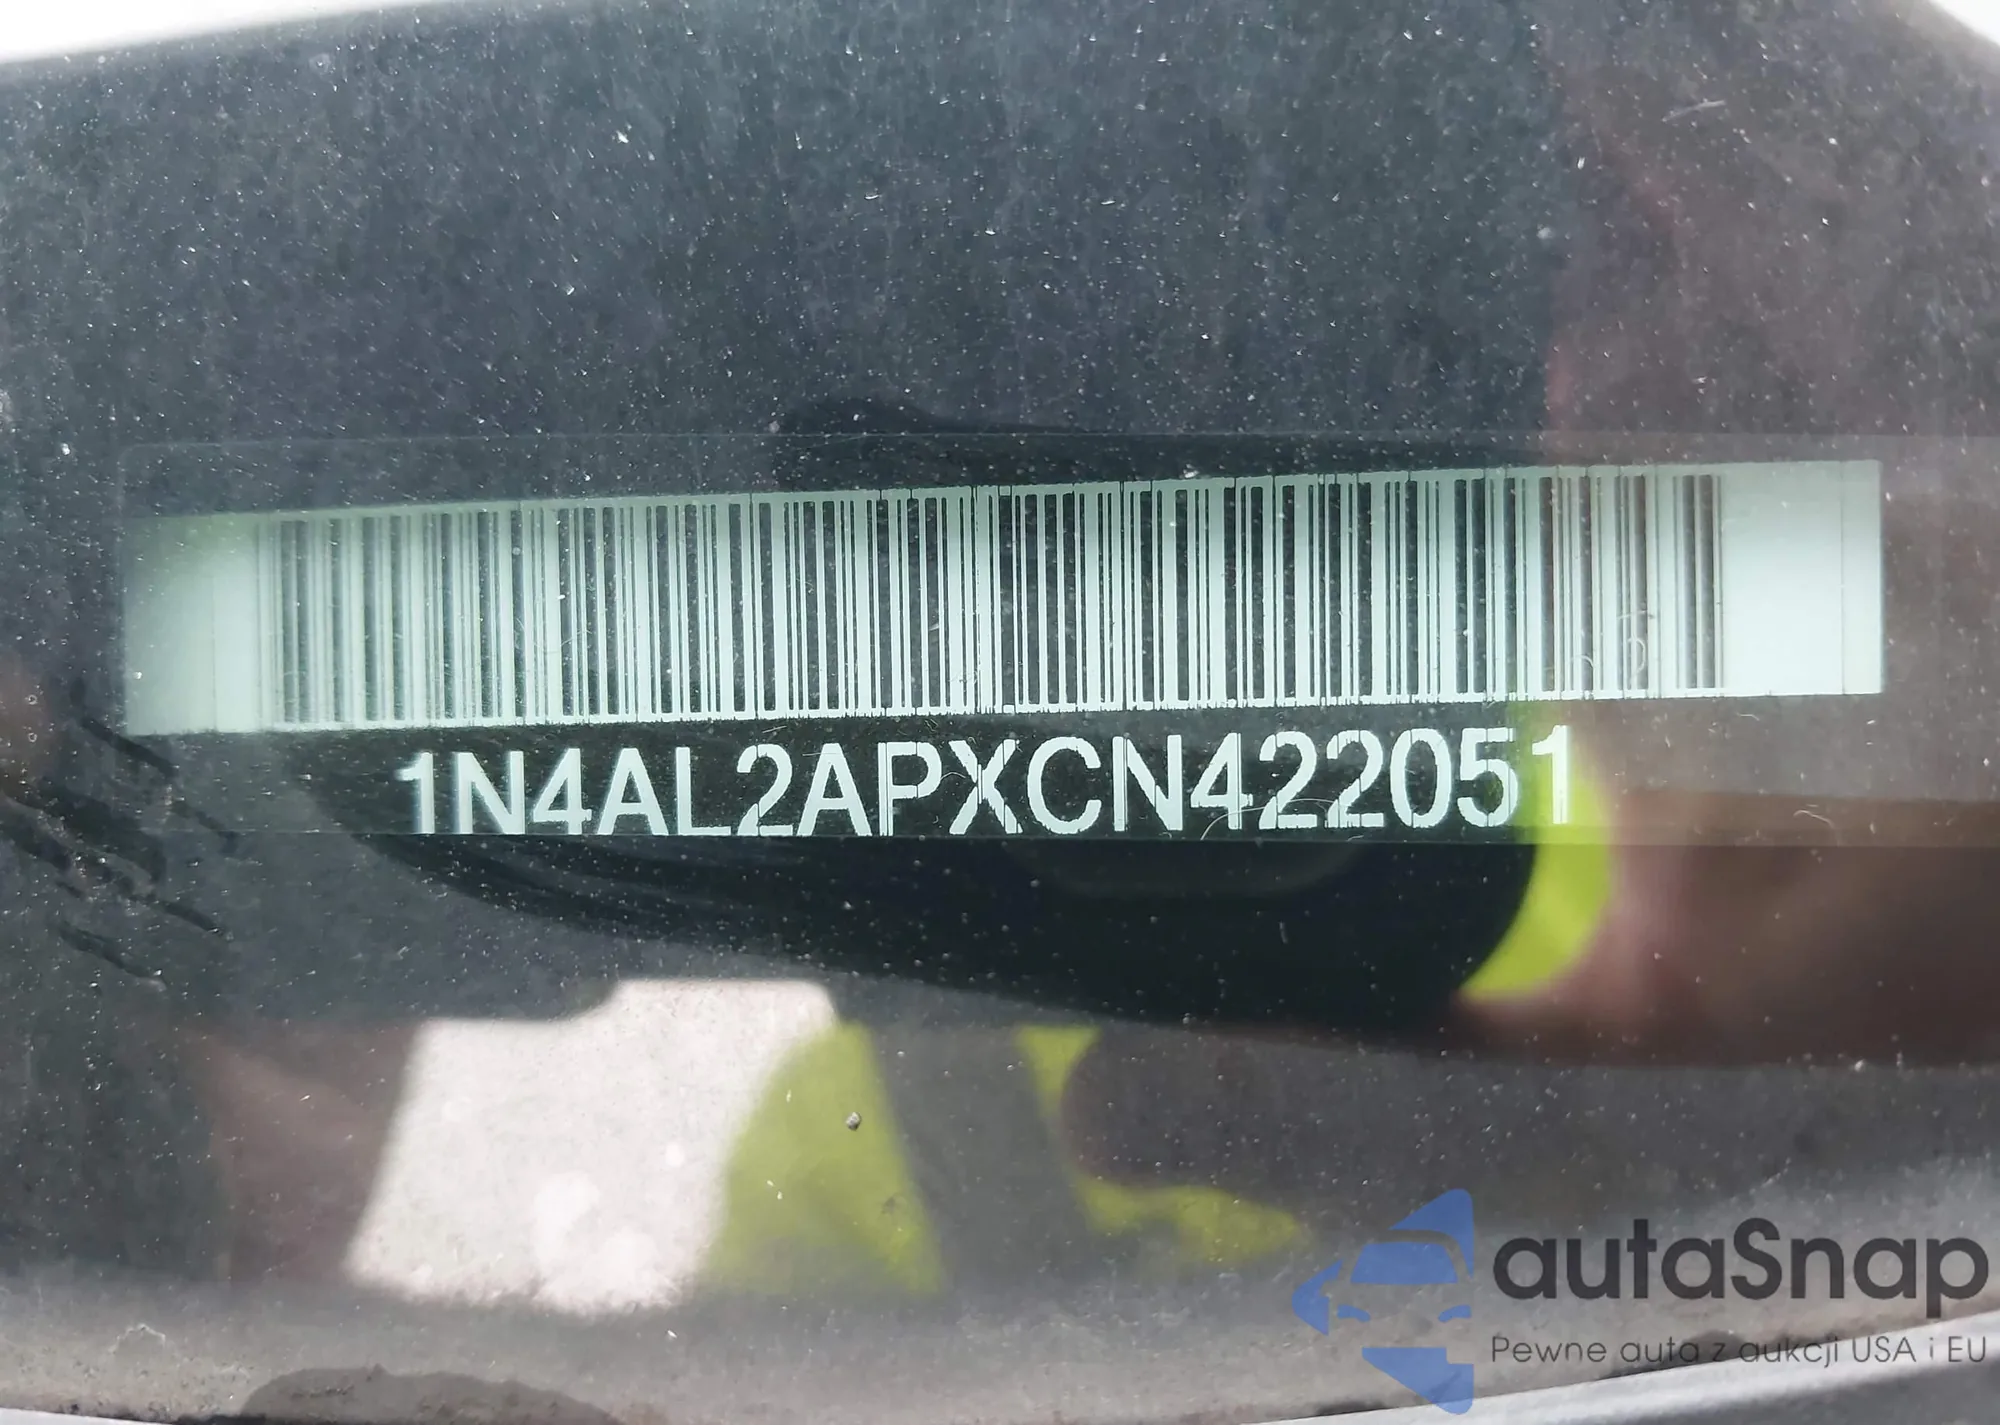 1N4AL2APXCN422051
autaSnap
Pewne auta z aukcji USA i EU